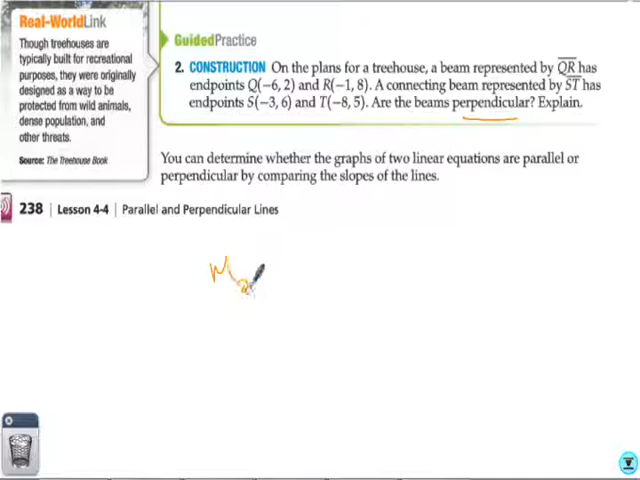 Real-WorldLink
Though treehouses are
typically built for recreational
purposes, they were originally
designed as a way to be
protected from wild animals,
dense population, and
other threats.
Source: The Treehouse Book
GuidedPractice
2. CONSTRUCTION On the plans for a treehouse, a beam represented by Q̅R̅ has
endpoints Q(−6, 2) and R(−1, 8). A connecting beam represented by S̅T̅ has
endpoints S(−3, 6) and T(−8, 5). Are the beams perpendicular? Explain.
You can determine whether the graphs of two linear equations are parallel or
perpendicular by comparing the slopes of the lines.
238 | Lesson 4-4 | Parallel and Perpendicular Lines
M